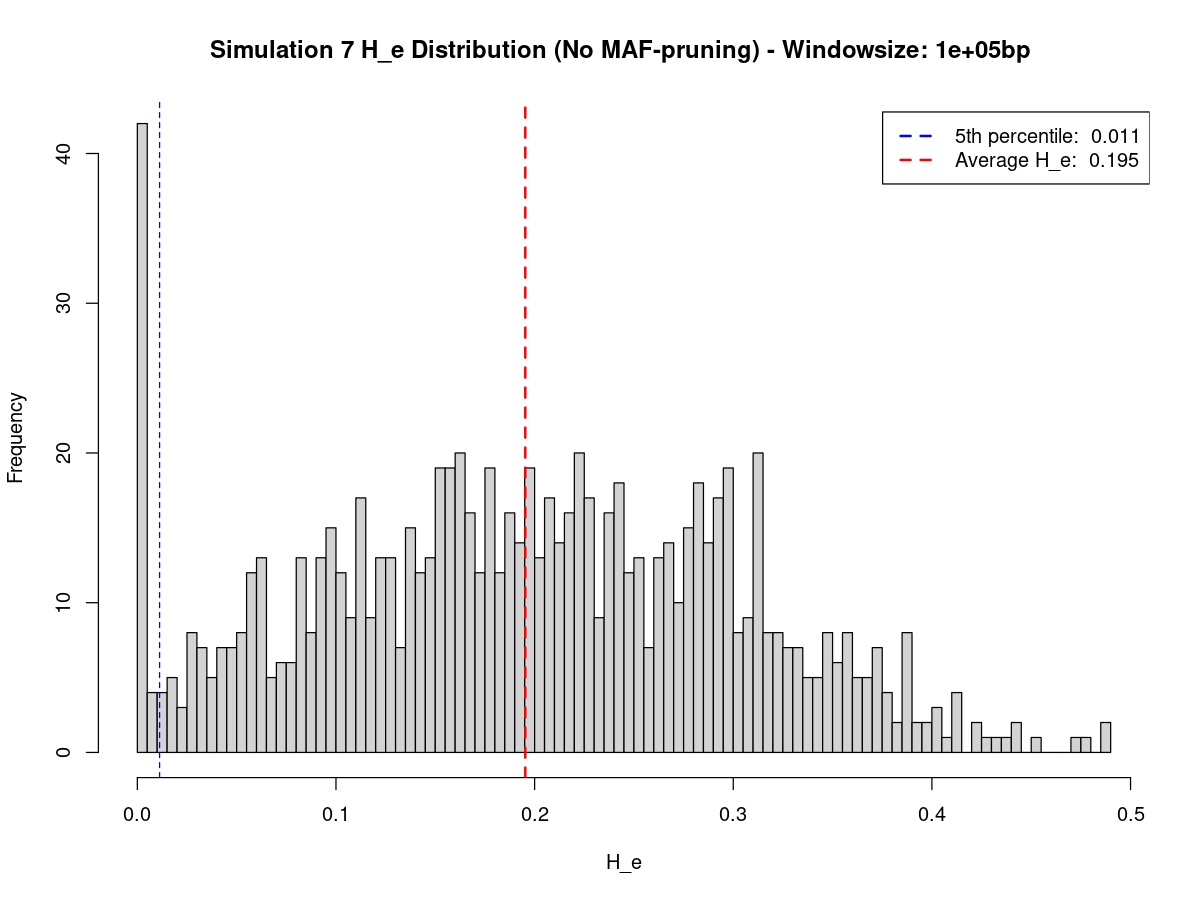 Simulation 7 H_e Distribution (No MAF-pruning) - Windowsize: 1e+05bp
5th percentile: 0.011
Average H_e: 0.195
Frequency
40
30
20
10
0
0.0 0.1 0.2 0.3 0.4 0.5
H_e